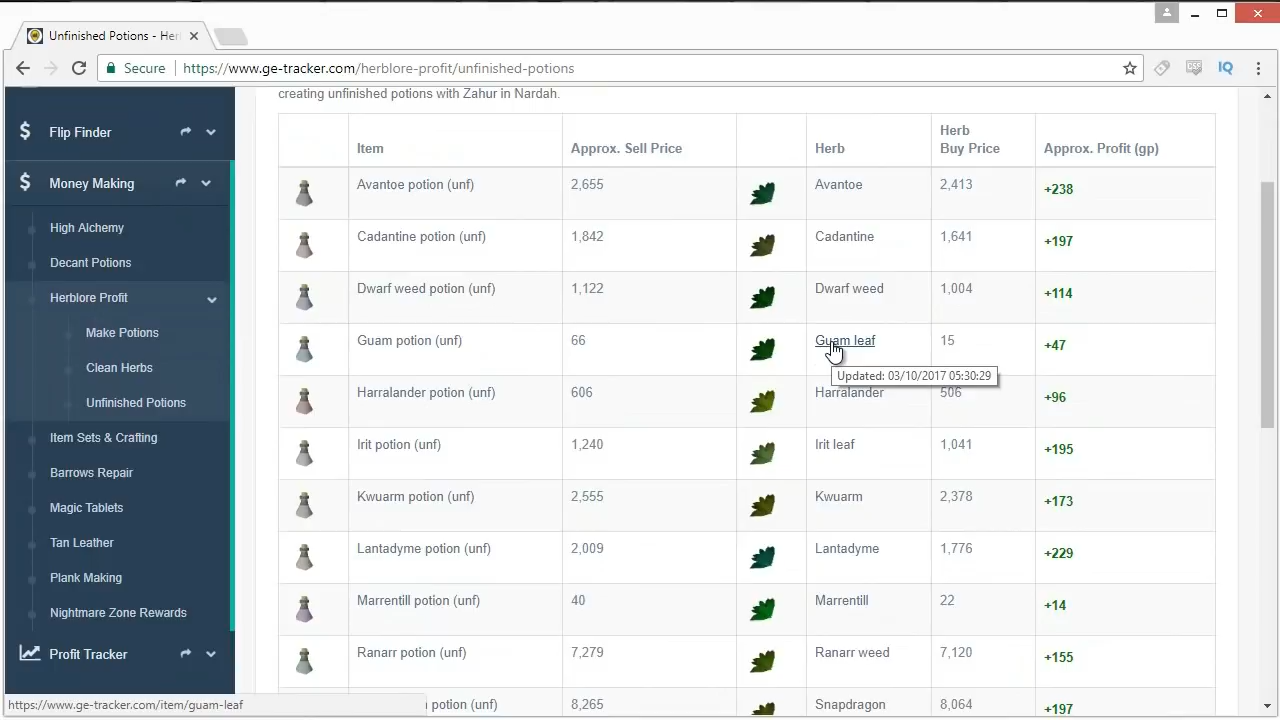 Unfinished Potions - Her
Secure https://www.ge-tracker.com/herblore-profit/unfinished-potions
IQ
creating unfinished potions with Zahur in Nardah.
Flip Finder
Money Making
High Alchemy
Decant Potions
Herblore Profit
Make Potions
Clean Herbs
Unfinished Potions
Item Sets & Crafting
Barrows Repair
Magic Tablets
Tan Leather
Plank Making
Nightmare Zone Rewards
Profit Tracker
Item Approx. Sell Price Herb Herb Buy Price Approx. Profit (gp)
Avantoe potion (unf) 2,655 Avantoe 2,413 +238
Cadantine potion (unf) 1,842 Cadantine 1,641 +197
Dwarf weed potion (unf) 1,122 Dwarf weed 1,004 +114
Guam potion (unf) 66 Guam leaf 15 +47
Updated: 03/10/2017 05:30:29
Harralander potion (unf) 606 Harralander 506 +96
Irit potion (unf) 1,240 Irit leaf 1,041 +195
Kwuarm potion (unf) 2,555 Kwuarm 2,378 +173
Lantadyme potion (unf) 2,009 Lantadyme 1,776 +229
Marrentill potion (unf) 40 Marrentill 22 +14
Ranarr potion (unf) 7,279 Ranarr weed 7,120 +155
potion (unf) 8,265 Snapdragon 8,064 +197
https://www.ge-tracker.com/item/guam-leaf